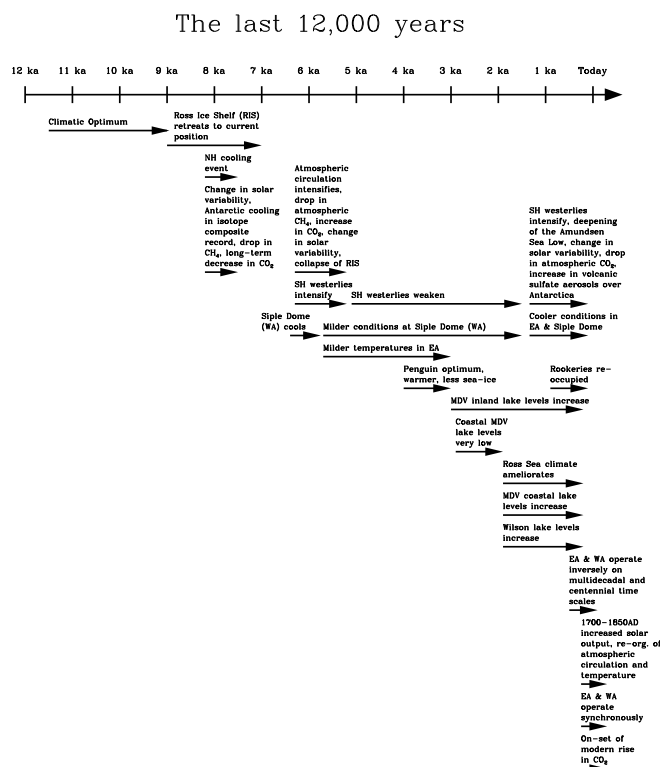 The last 12,000 years
12 ka 11 ka 10 ka 9 ka 8 ka 7 ka 6 ka 5 ka 4 ka 3 ka 2 ka 1 ka Today
Climatic Optimum
Ross Ice Shelf (RIS)
retreats to current
position
NH cooling
event
Change in solar
variability,
Antarctic cooling
in isotope
composite
record, drop in
CH₄, long-term
decrease in CO₂
Atmospheric
circulation
intensifies,
drop in
atmospheric
CH₄, increase
in CO₂, change
in solar
variability,
collapse of RIS
SH westerlies
intensify, deepening
of the Amundsen
Sea Low, change in
solar variability, drop
in atmospheric CO₂,
increase in volcanic
sulfate aerosols over
Antarctica
SH westerlies
intensify
SH westerlies weaken
Siple Dome
(WA) cools
Milder conditions at Siple Dome (WA)
Cooler conditions in
EA & Siple Dome
Milder temperatures in EA
Penguin optimum,
warmer, less sea-ice
Rookeries re-
occupied
MDV inland lake levels increase
Coastal MDV
lake levels
very low
Ross Sea climate
ameliorates
MDV coastal lake
levels increase
Wilson lake levels
increase
EA & WA operate
inversely on
multidecadal and
centennial time
scales
1700-1850AD
increased solar
output, re-org. of
atmospheric
circulation and
temperature
EA & WA
operate
synchronously
On-set of
modern rise
in CO₂